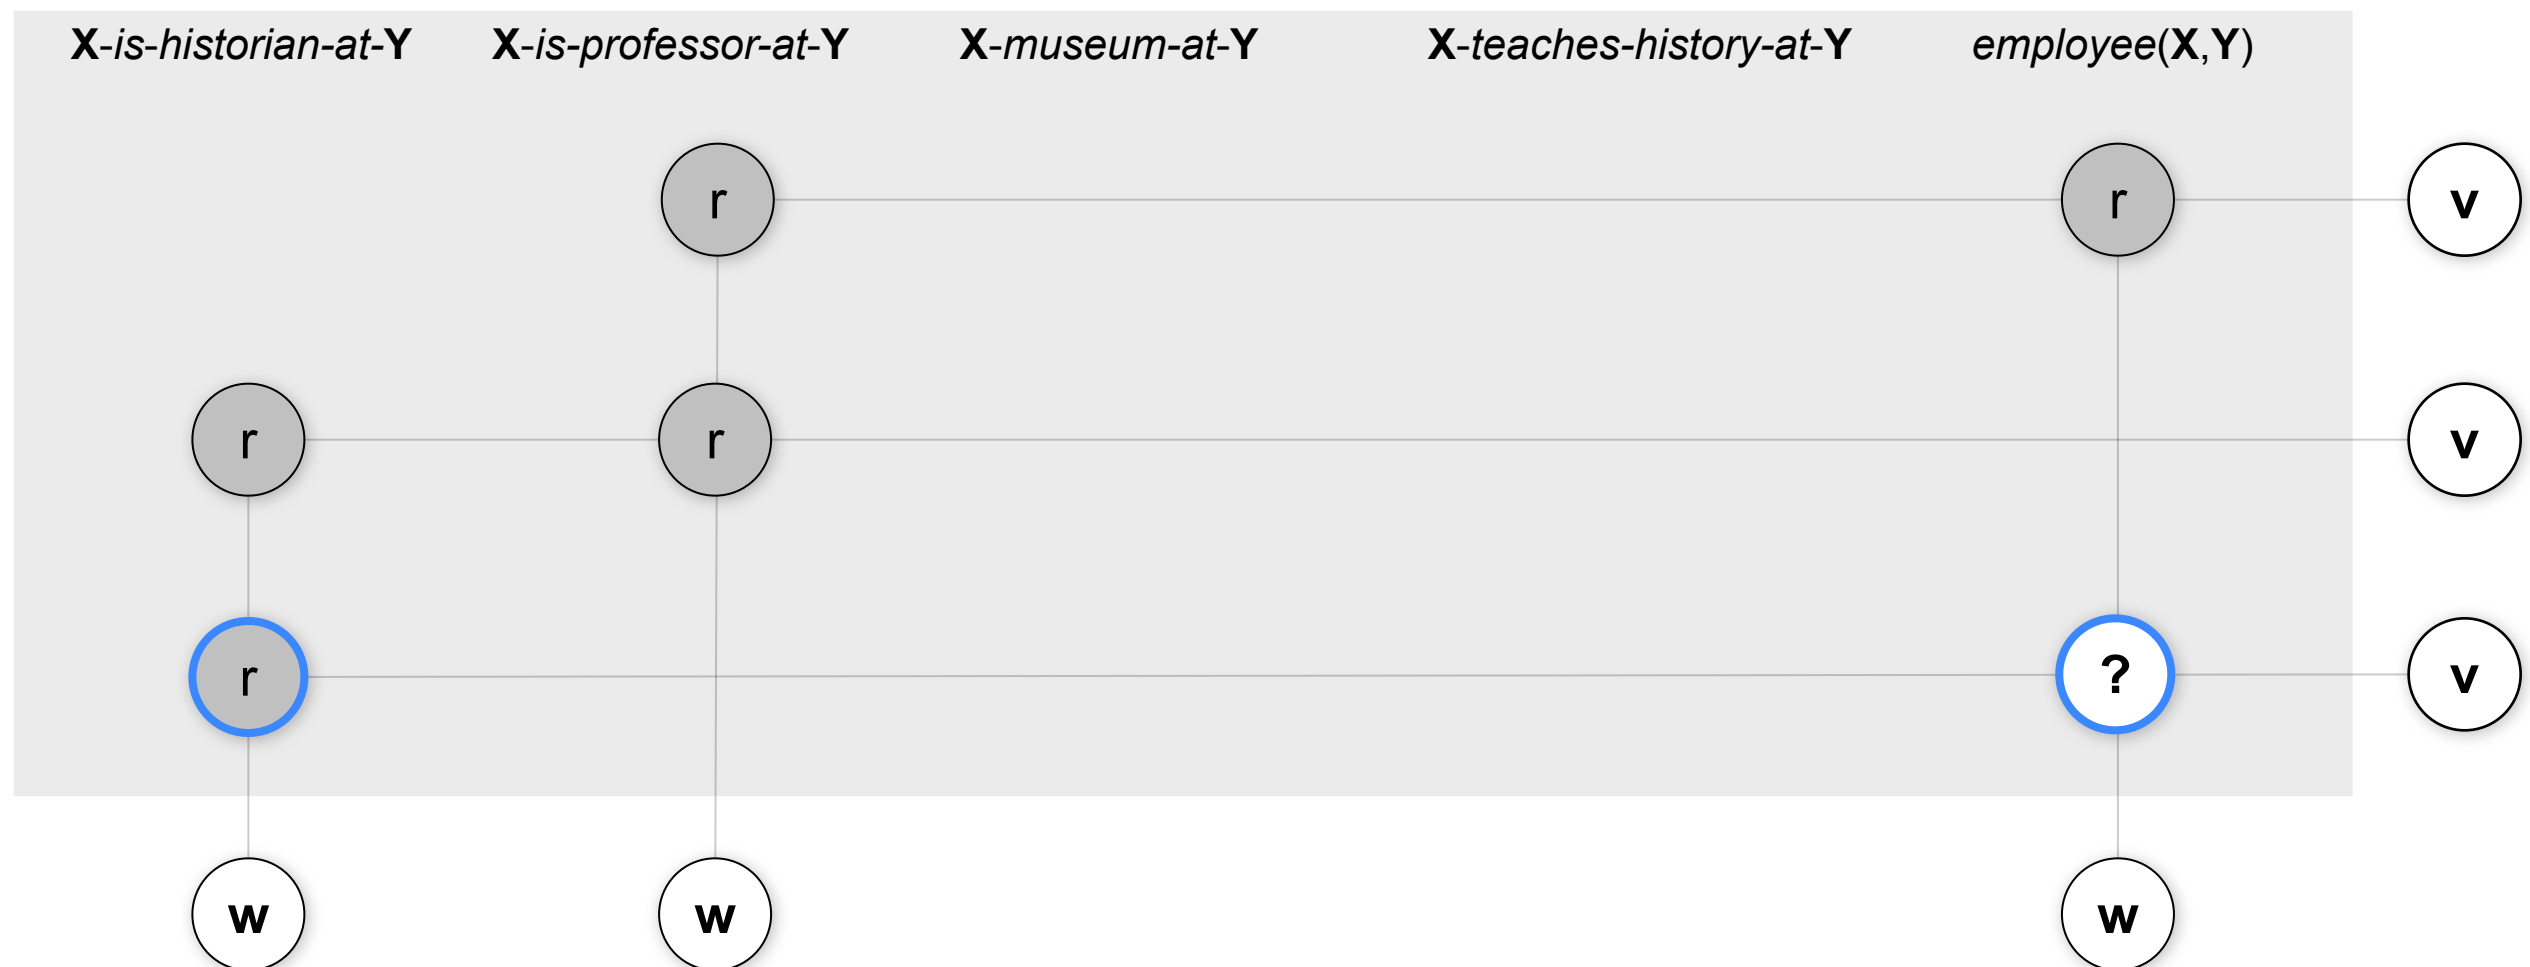 X-is-historian-at-Y X-is-professor-at-Y X-museum-at-Y X-teaches-history-at-Y employee(X,Y)
r r v
r r v
r ? v
w w w